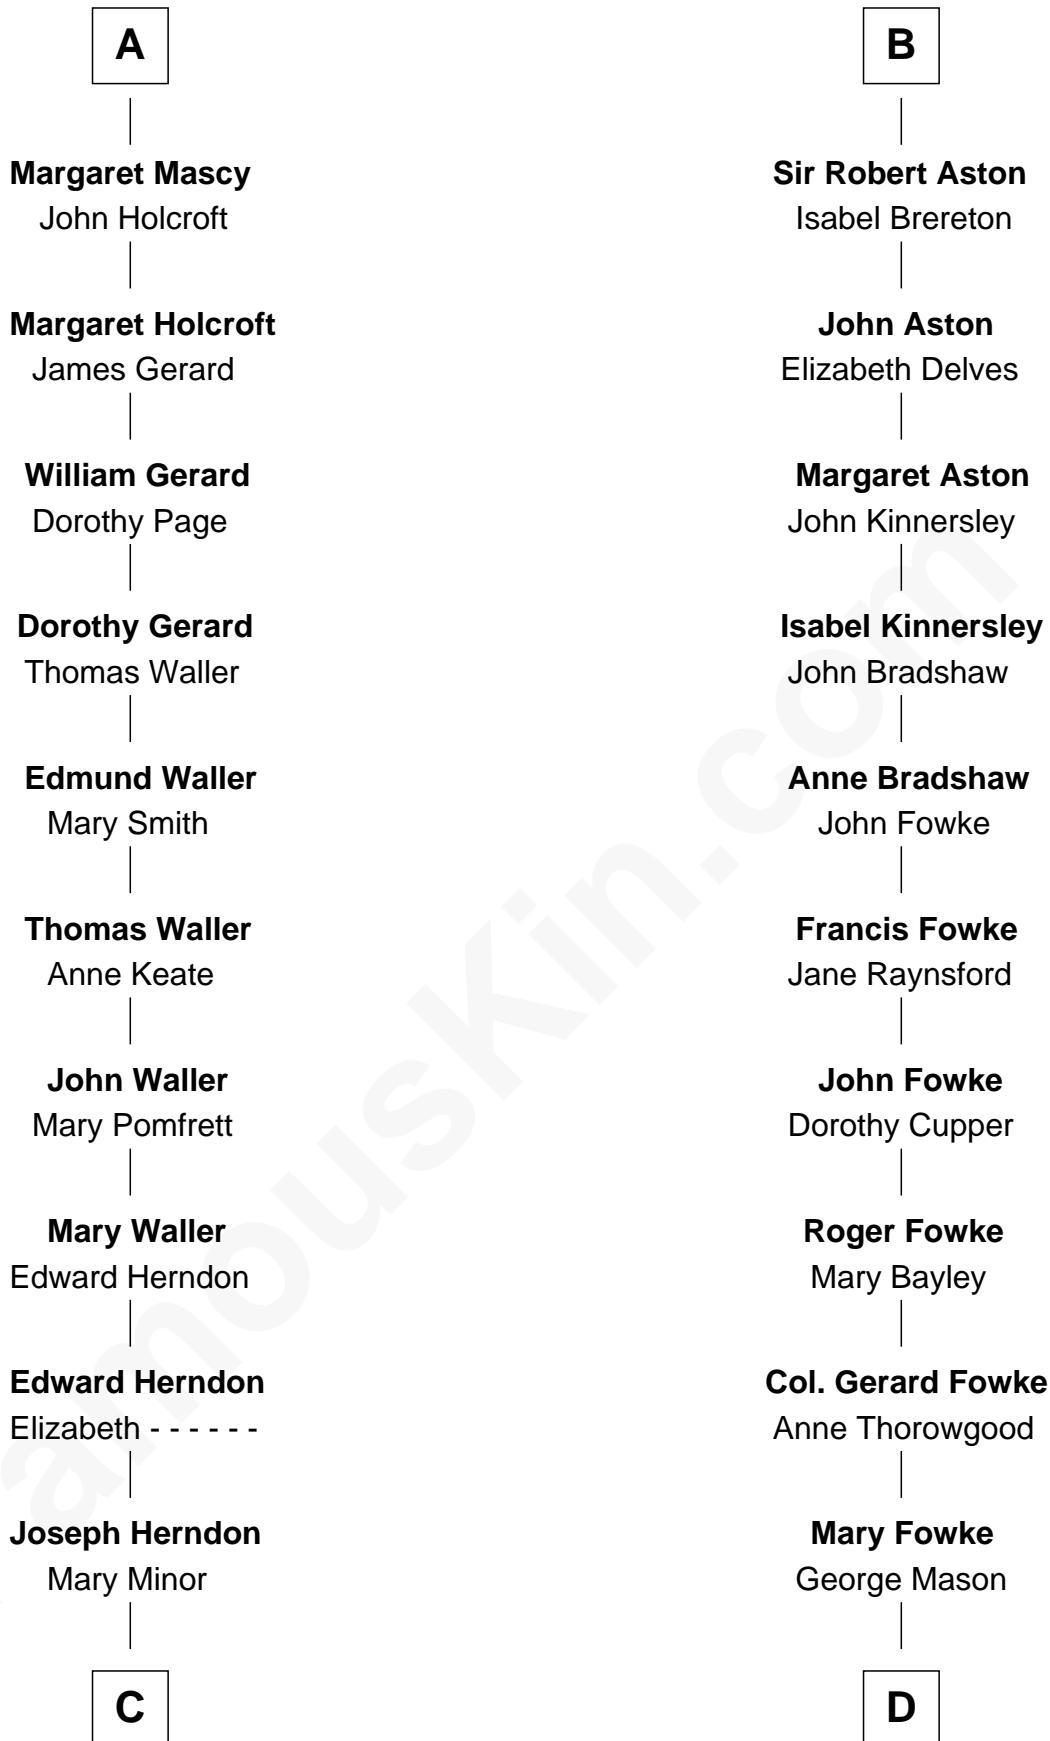 A
Margaret Mascy
John Holcroft
Margaret Holcroft
James Gerard
William Gerard
Dorothy Page
Dorothy Gerard
Thomas Waller
Edmund Waller
Mary Smith
Thomas Waller
Anne Keate
John Waller
Mary Pomfrett
Mary Waller
Edward Herndon
Edward Herndon
Elizabeth - - - - - -
Joseph Herndon
Mary Minor
C
B
Sir Robert Aston
Isabel Brereton
John Aston
Elizabeth Delves
Margaret Aston
John Kinnersley
Isabel Kinnersley
John Bradshaw
Anne Bradshaw
John Fowke
Francis Fowke
Jane Raynsford
John Fowke
Dorothy Cupper
Roger Fowke
Mary Bayley
Col. Gerard Fowke
Anne Thorowgood
Mary Fowke
George Mason
D
amousKin.com